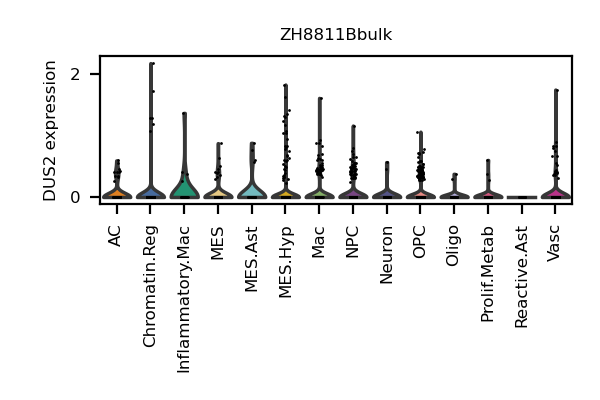 ZH8811Bbulk
DUS2 expression
2
0
AC
Chromatin.Reg
Inflammatory.Mac
MES
MES.Ast
MES.Hyp
Mac
NPC
Neuron
OPC
Oligo
Prolif.Metab
Reactive.Ast
Vasc